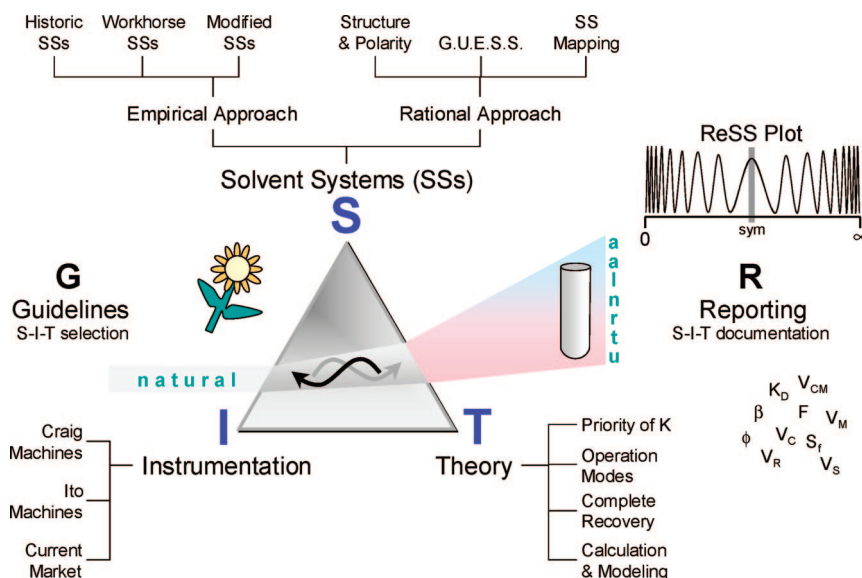 Historic
SSs
Workhorse
SSs
Modified
SSs
Structure
& Polarity
G.U.E.S.S.
SS
Mapping
Empirical Approach
Rational Approach
Solvent Systems (SSs)
ReSS Plot
0
sym
∞
S
G
Guidelines
S-I-T selection
natural
aalnrtu
R
Reporting
S-I-T documentation
I
T
Craig
Machines
Ito
Machines
Current
Market
Instrumentation
Theory
Priority of K
Operation
Modes
Complete
Recovery
Calculation
& Modeling
K_D V_CM
β F V_M
ϕ V_C S_f
V_R V_S